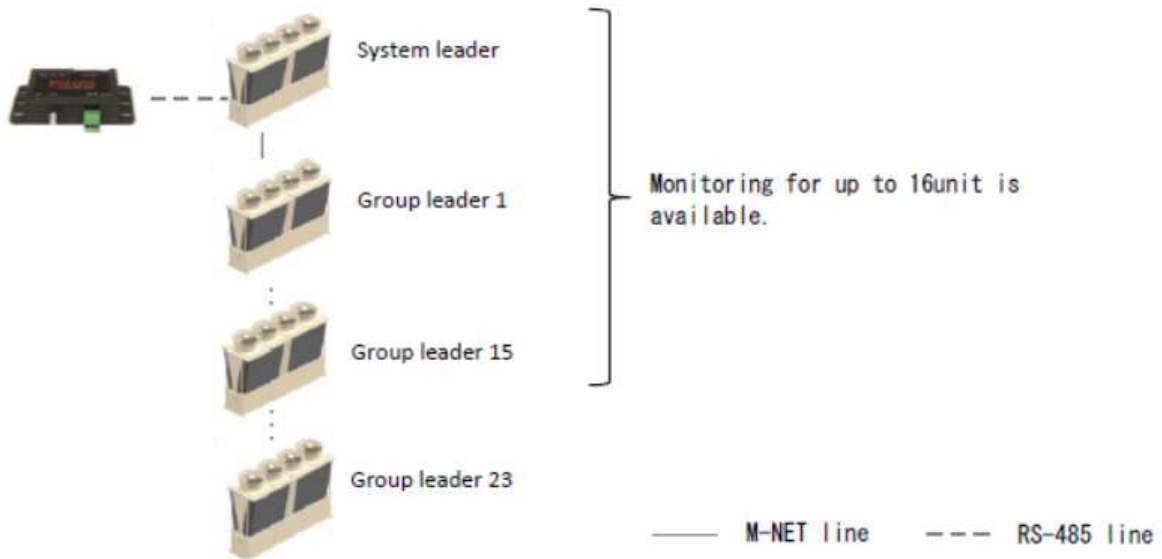 System leader
Group leader 1
Monitoring for up to 16unit is
available.
Group leader 15
Group leader 23
M-NET line
RS-485 line